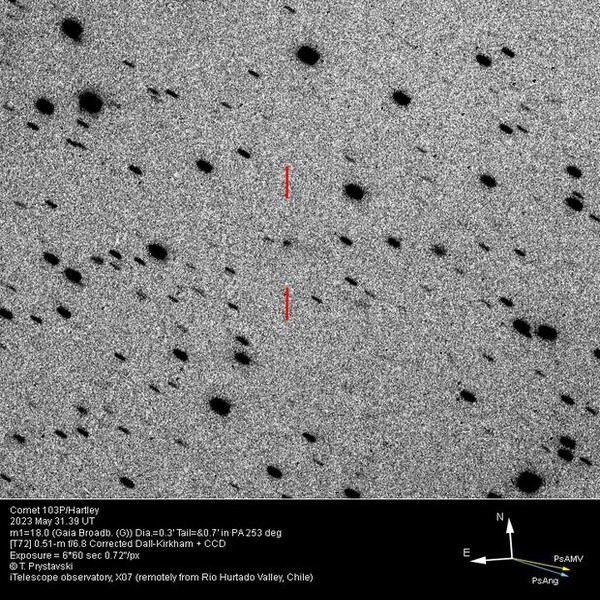 Comet 103P/Hartley
2023 May 31.39 UT
m1=18.0 (Gaia Broadb. (G)) Dia.=0.3' Tail=&0.7' in PA 253 deg
[T72] 0.51-m f/6.8 Corrected Dall-Kirkham + CCD
Exposure = 6*60 sec 0.72"/px
© T. Prystavski
iTelescope observatory, X07 (remotely from Rio Hurtado Valley, Chile)
N
E
PsAMV
PsAng